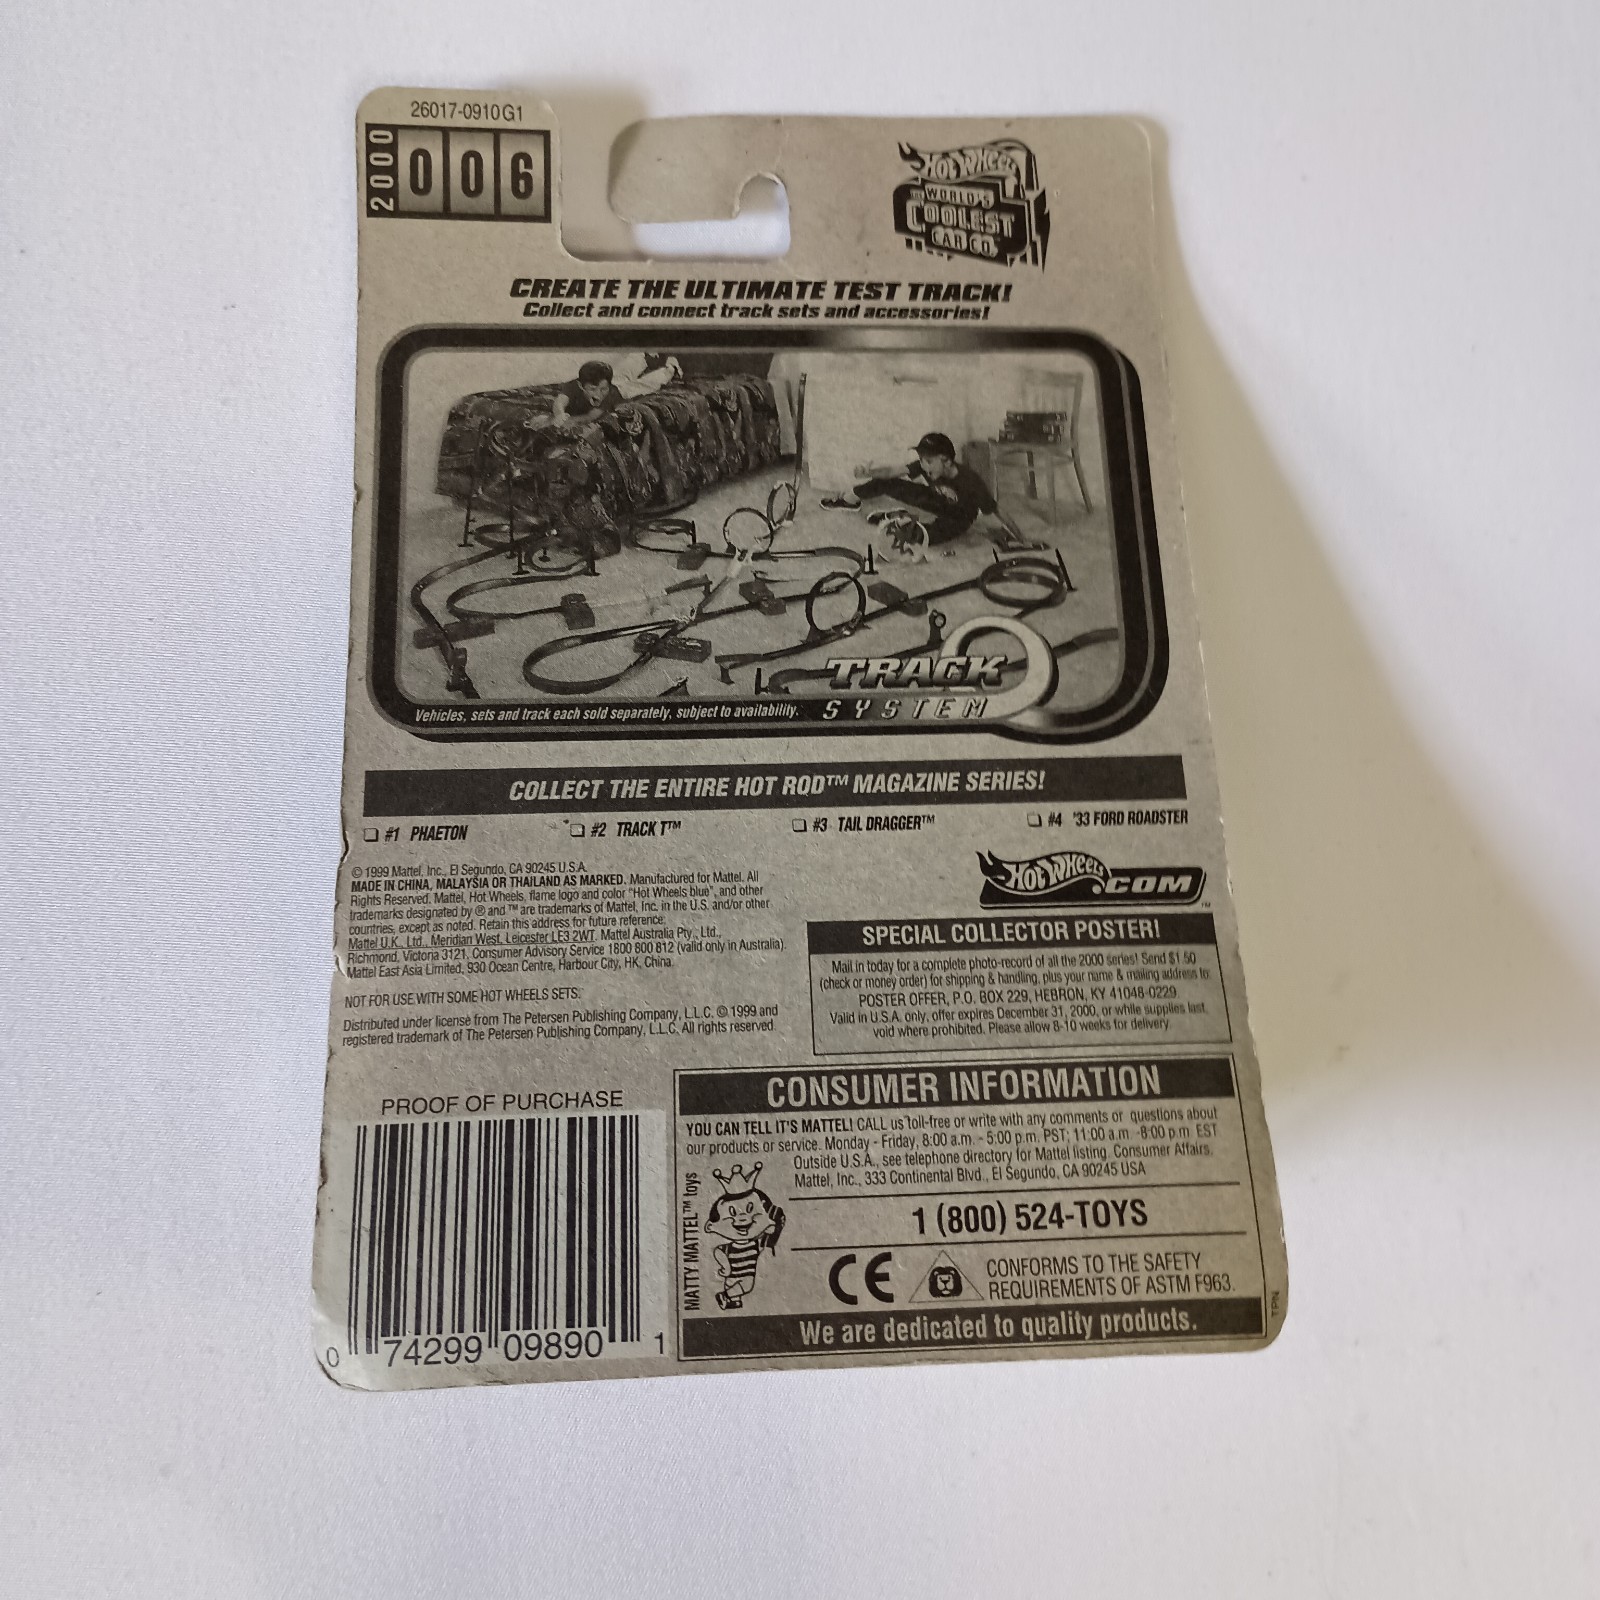 26017-0910G1
2000
006
HOT WHEELS
WORLD'S
COOLEST
CAR CO.
CREATE THE ULTIMATE TEST TRACK!
Collect and connect track sets and accessories!
TRACK
Vehicles, sets and track each sold separately, subject to availability.
SYSTEM
COLLECT THE ENTIRE HOT ROD™ MAGAZINE SERIES!
#1 PHAETON
#2 TRACK T™
#3 TAIL DRAGGER™
#4 '33 FORD ROADSTER
© 1999 Mattel, Inc., El Segundo, CA 90245 U.S.A.
MADE IN CHINA, MALAYSIA OR THAILAND AS MARKED. Manufactured for Mattel. All
Rights Reserved. Mattel, Hot Wheels, flame logo and color "Hot Wheels blue", and other
trademarks designated by ® and ™ are trademarks of Mattel, Inc. in the U.S. and/or other
countries, except as noted. Retain this address for future reference:
Mattel U.K., Ltd., Meridian West, Leicester LE3 2WT. Mattel Australia Pty., Ltd.,
Richmond, Victoria 3121. Consumer Advisory Service 1800 800 812 (valid only in Australia).
Mattel East Asia Limited, 930 Ocean Centre, Harbour City, HK, China.
NOT FOR USE WITH SOME HOT WHEELS SETS.
Distributed under license from The Petersen Publishing Company, L.L.C. © 1999 and
registered trademark of The Petersen Publishing Company, L.L.C. All rights reserved.
Hot Wheels.COM™
SPECIAL COLLECTOR POSTER!
Mail in today for a complete photo-record of all the 2000 series! Send $1.50
(check or money order) for shipping & handling, plus your name & mailing address to:
POSTER OFFER, P.O. BOX 229, HEBRON, KY 41048-0229.
Valid in U.S.A. only, offer expires December 31, 2000, or while supplies last,
void where prohibited. Please allow 8-10 weeks for delivery.
PROOF OF PURCHASE
0 74299 09890 1
CONSUMER INFORMATION
YOU CAN TELL IT'S MATTEL! CALL us toll-free or write with any comments or questions about
our products or service. Monday - Friday, 8:00 a.m. - 5:00 p.m. PST; 11:00 a.m. -8:00 p.m. EST
Outside U.S.A., see telephone directory for Mattel listing. Consumer Affairs,
Mattel, Inc., 333 Continental Blvd., El Segundo, CA 90245 USA
MATTY MATTEL™ toys
1 (800) 524-TOYS
CE
CONFORMS TO THE SAFETY
REQUIREMENTS OF ASTM F963.
We are dedicated to quality products.
TPN